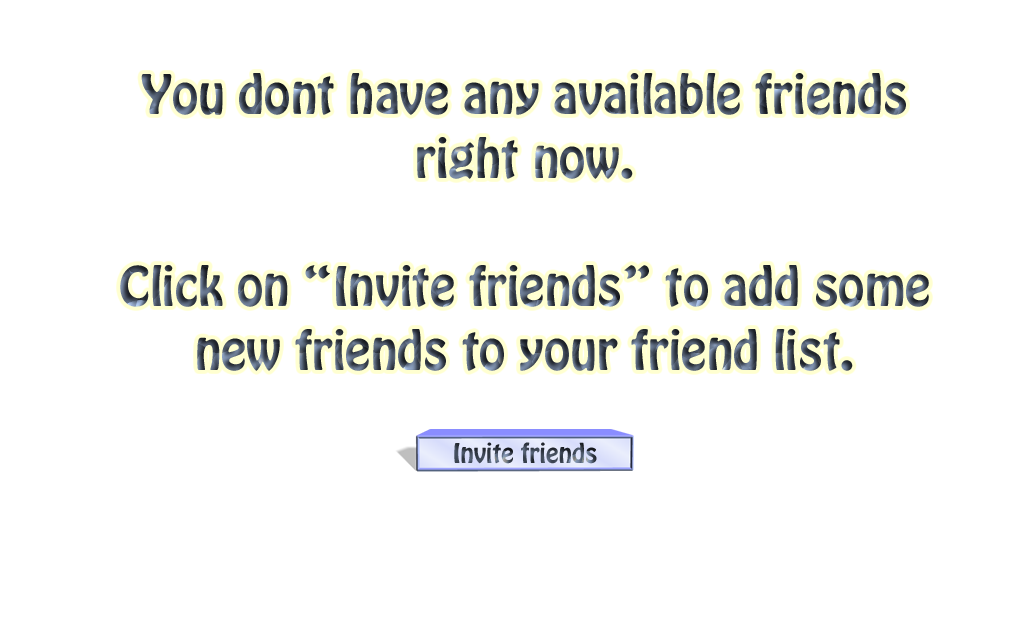 You dont have any available friends
right now.
Click on “Invite friends” to add some
new friends to your friend list.
Invite friends